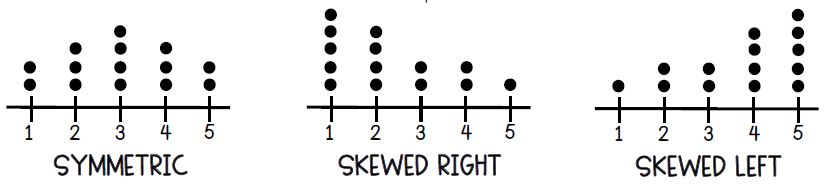 1 2 3 4 5
SYMMETRIC
1 2 3 4 5
SKEWED RIGHT
1 2 3 4 5
SKEWED LEFT